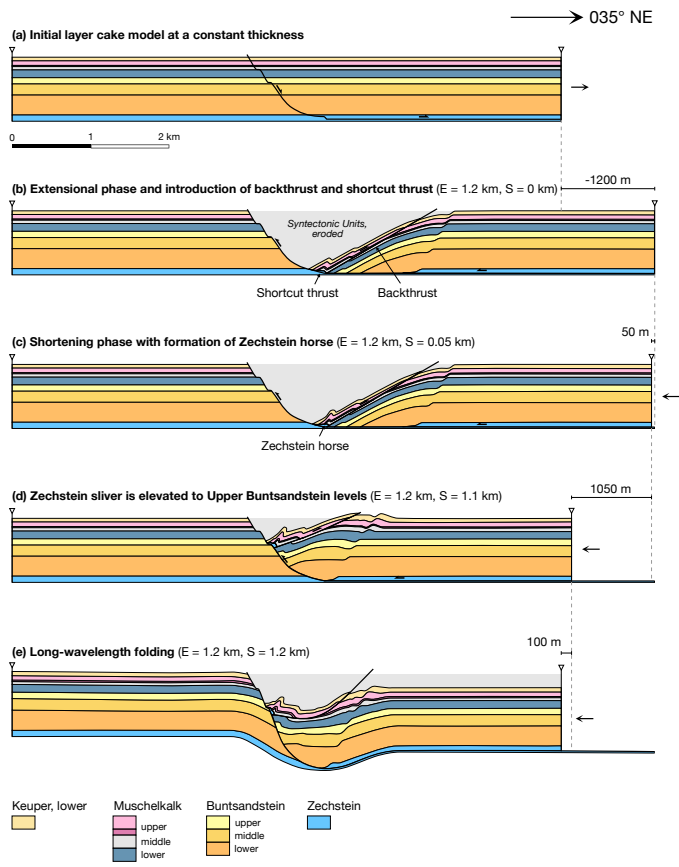 035° NE
(a) Initial layer cake model at a constant thickness
0 1 2 km
-1200 m
(b) Extensional phase and introduction of backthrust and shortcut thrust (E = 1.2 km, S = 0 km)
Syntectonic Units,
eroded
Shortcut thrust Backthrust
50 m
(c) Shortening phase with formation of Zechstein horse (E = 1.2 km, S = 0.05 km)
Zechstein horse
1050 m
(d) Zechstein sliver is elevated to Upper Buntsandstein levels (E = 1.2 km, S = 1.1 km)
100 m
(e) Long-wavelength folding (E = 1.2 km, S = 1.2 km)
Keuper, lower Muschelkalk Buntsandstein Zechstein
upper upper
middle middle
lower lower